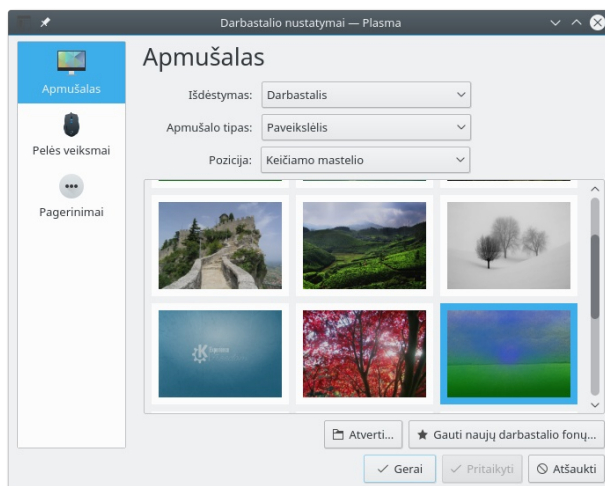 Darbastalio nustatymai — Plasma
Apmušalas
Apmušalas
Išdėstymas: Darbastalis
Apmušalo tipas: Paveikslėlis
Pelės veiksmai
Pozicija: Keičiamo mastelio
Pagerinimai
Atverti...
Gauti naujų darbastalio fonų...
Gerai
Pritaikyti
Atšaukti